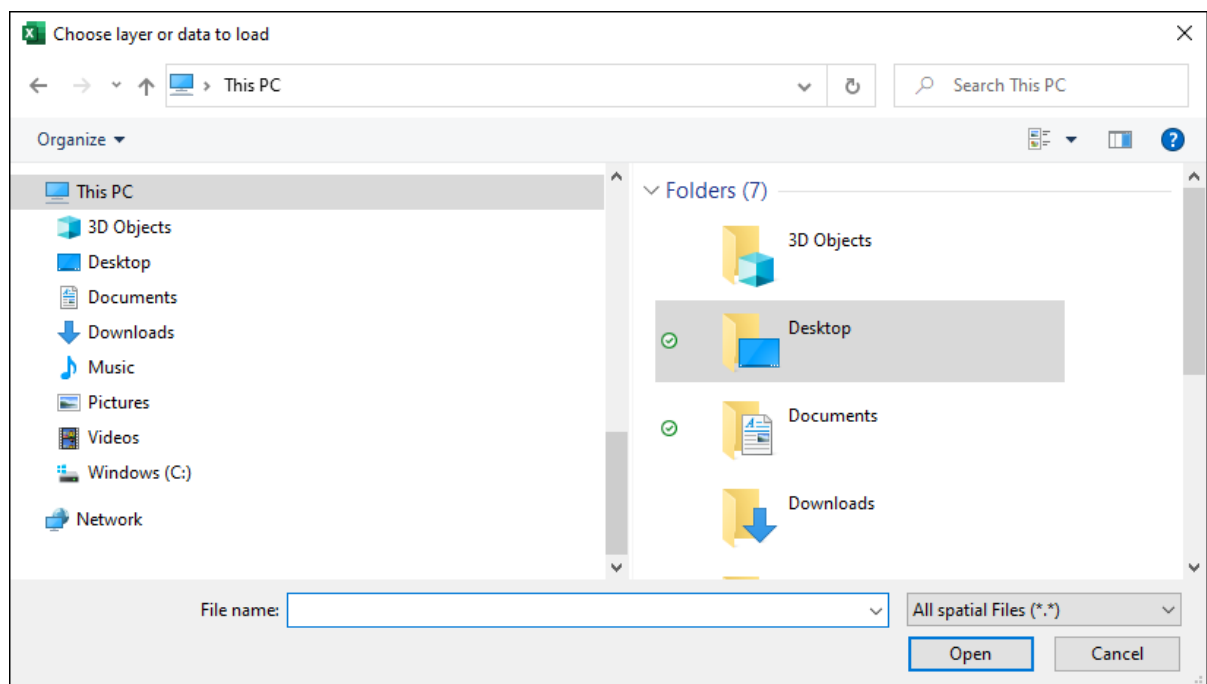 Choose layer or data to load
This PC
Search This PC
Organize
This PC
3D Objects
Desktop
Documents
Downloads
Music
Pictures
Videos
Windows (C:)
Network
Folders (7)
3D Objects
Desktop
Documents
Downloads
File name:
All spatial Files (*.*)
Open
Cancel